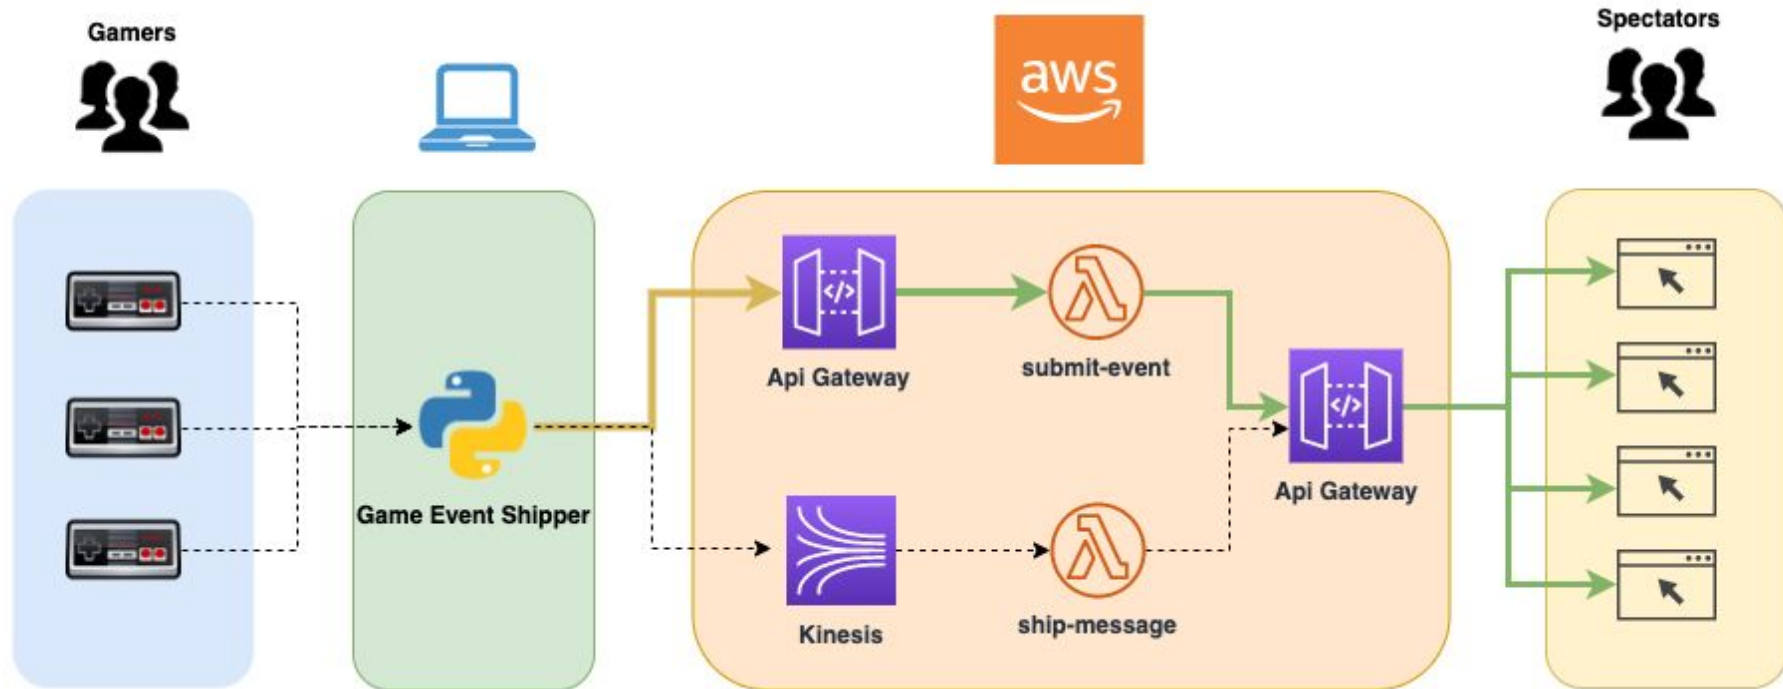 Gamers
Spectators
aws
Api Gateway
submit-event
Game Event Shipper
Api Gateway
Kinesis
ship-message